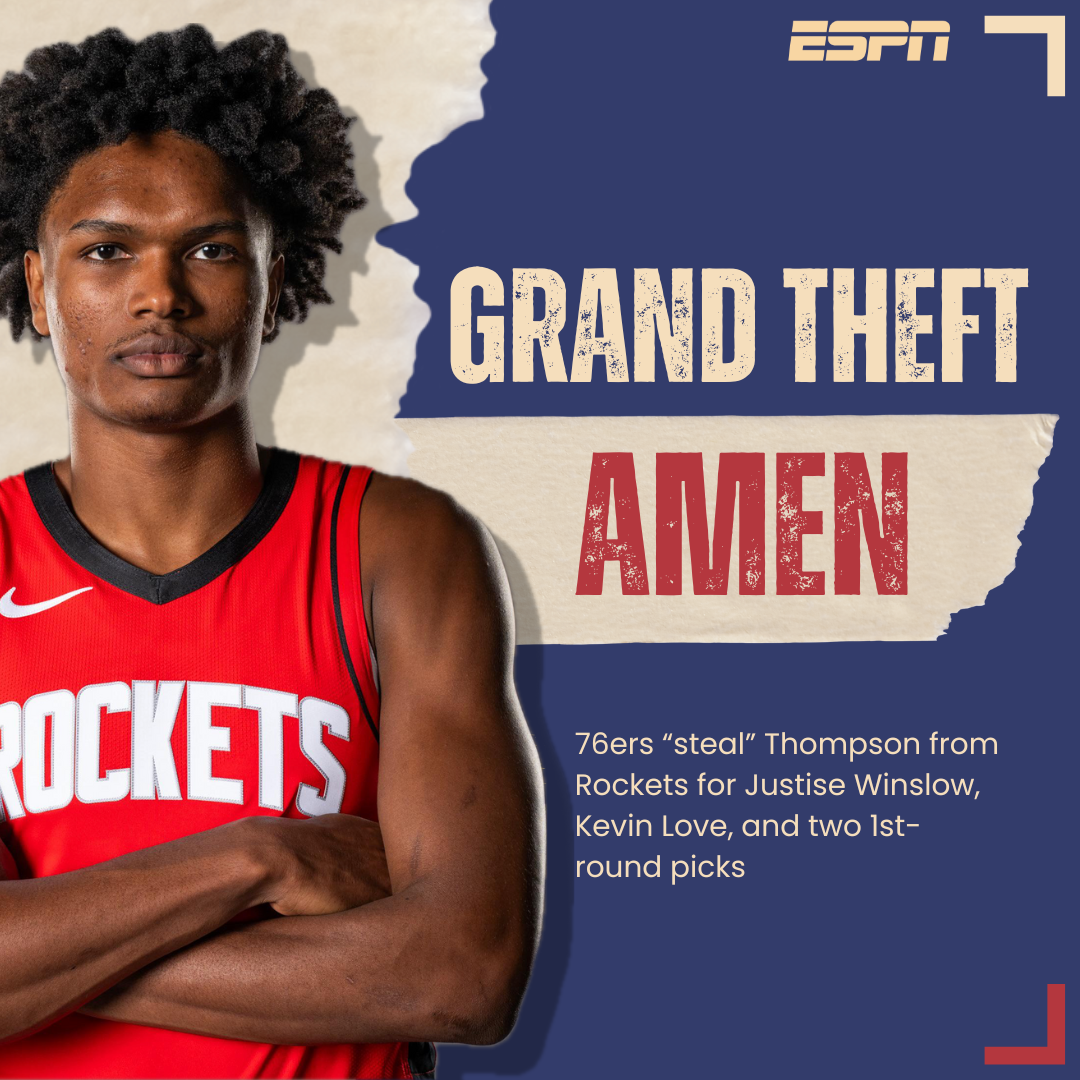 ESPN
GRAND THEFT
AMEN
76ers “steal” Thompson from
Rockets for Justise Winslow,
Kevin Love, and two 1st-
round picks
ROCKETS